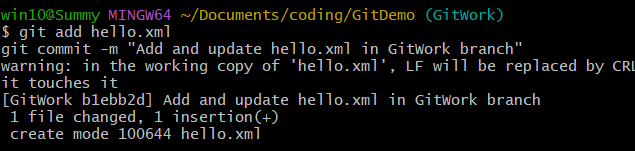 win10@Summy MINGW64 ~/Documents/coding/GitDemo (GitWork)
$ git add hello.xml
git commit -m "Add and update hello.xml in GitWork branch"
warning: in the working copy of 'hello.xml', LF will be replaced by CRL
it touches it
[GitWork b1ebb2d] Add and update hello.xml in GitWork branch
 1 file changed, 1 insertion(+)
 create mode 100644 hello.xml